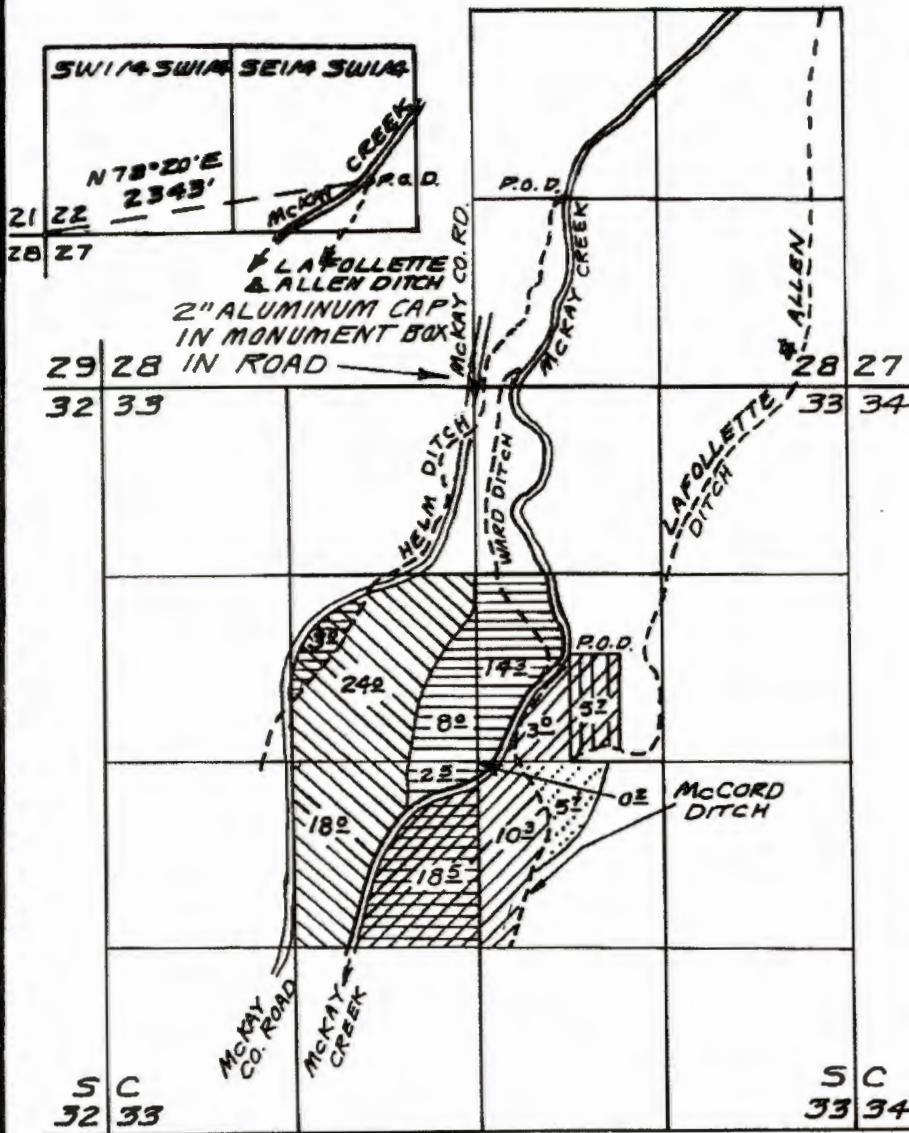 SW1/4 SW1/4 SE1/4 SW1/4
N 78°20'E
2343'
McKAY CREEK
P.O.D.
21 22
28 27
LAFOLLETTE
& ALLEN DITCH
2" ALUMINUM CAP
IN MONUMENT BOX
IN ROAD
McKAY CO. RD.
P.O.D.
McKAY CREEK
& ALLEN
29 28
32 33
28 27
33 34
HELM DITCH
WARD DITCH
LAFOLLETTE
DITCH
P.O.D.
24.0
14.3
8.0
3.0
5.7
2.5
0.2
McCORD
DITCH
18.0
10.3
5.7
18.5
McKAY
CO. ROAD
McKAY
CREEK
S C
32 33
S C
33 34